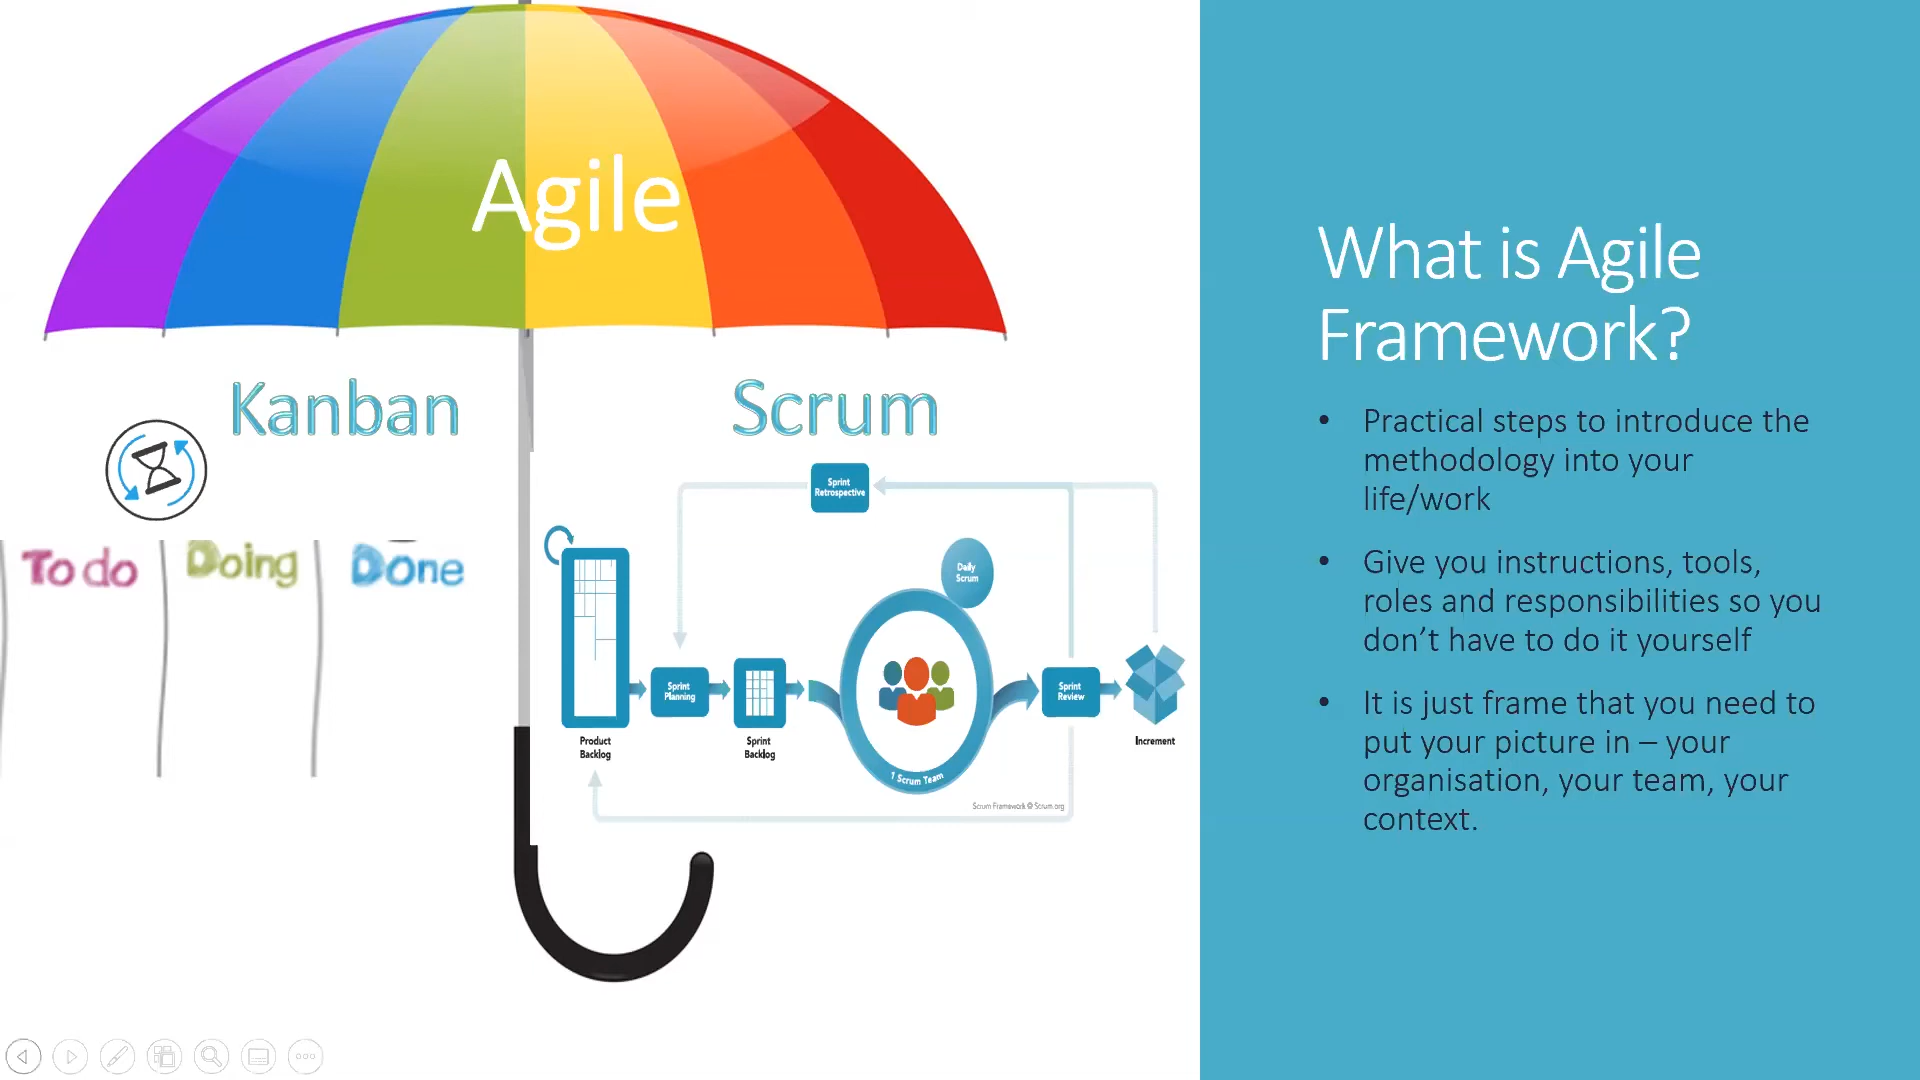 Agile
Kanban
Scrum
To do
Doing
Done
Sprint
Retrospective
Daily
Scrum
Sprint
Planning
Sprint
Review
Product
Backlog
Sprint
Backlog
1 Scrum Team
Increment
Scrum Framework © Scrum.org
What is Agile
Framework?
• Practical steps to introduce the
methodology into your
life/work
• Give you instructions, tools,
roles and responsibilities so you
don’t have to do it yourself
• It is just frame that you need to
put your picture in – your
organisation, your team, your
context.